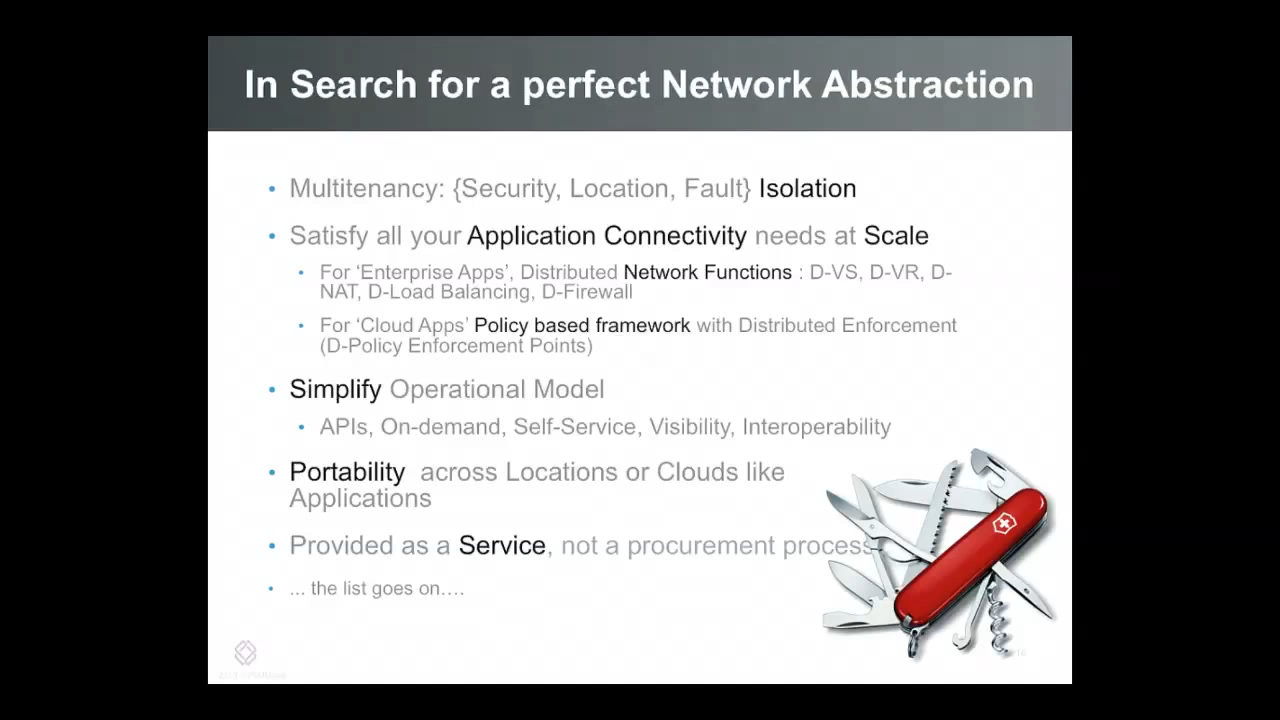 In Search for a perfect Network Abstraction
• Multitenancy: {Security, Location, Fault} Isolation
• Satisfy all your Application Connectivity needs at Scale
• For ‘Enterprise Apps’, Distributed Network Functions : D-VS, D-VR, D-
NAT, D-Load Balancing, D-Firewall
• For ‘Cloud Apps’ Policy based framework with Distributed Enforcement
(D-Policy Enforcement Points)
• Simplify Operational Model
• APIs, On-demand, Self-Service, Visibility, Interoperability
• Portability across Locations or Clouds like
Applications
• Provided as a Service, not a procurement process
• ... the list goes on….